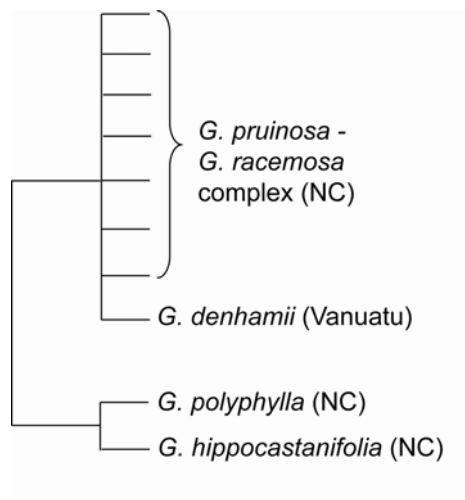 G. pruinosa -
G. racemosa
complex (NC)
G. denhamii (Vanuatu)
G. polyphylla (NC)
G. hippocastanifolia (NC)